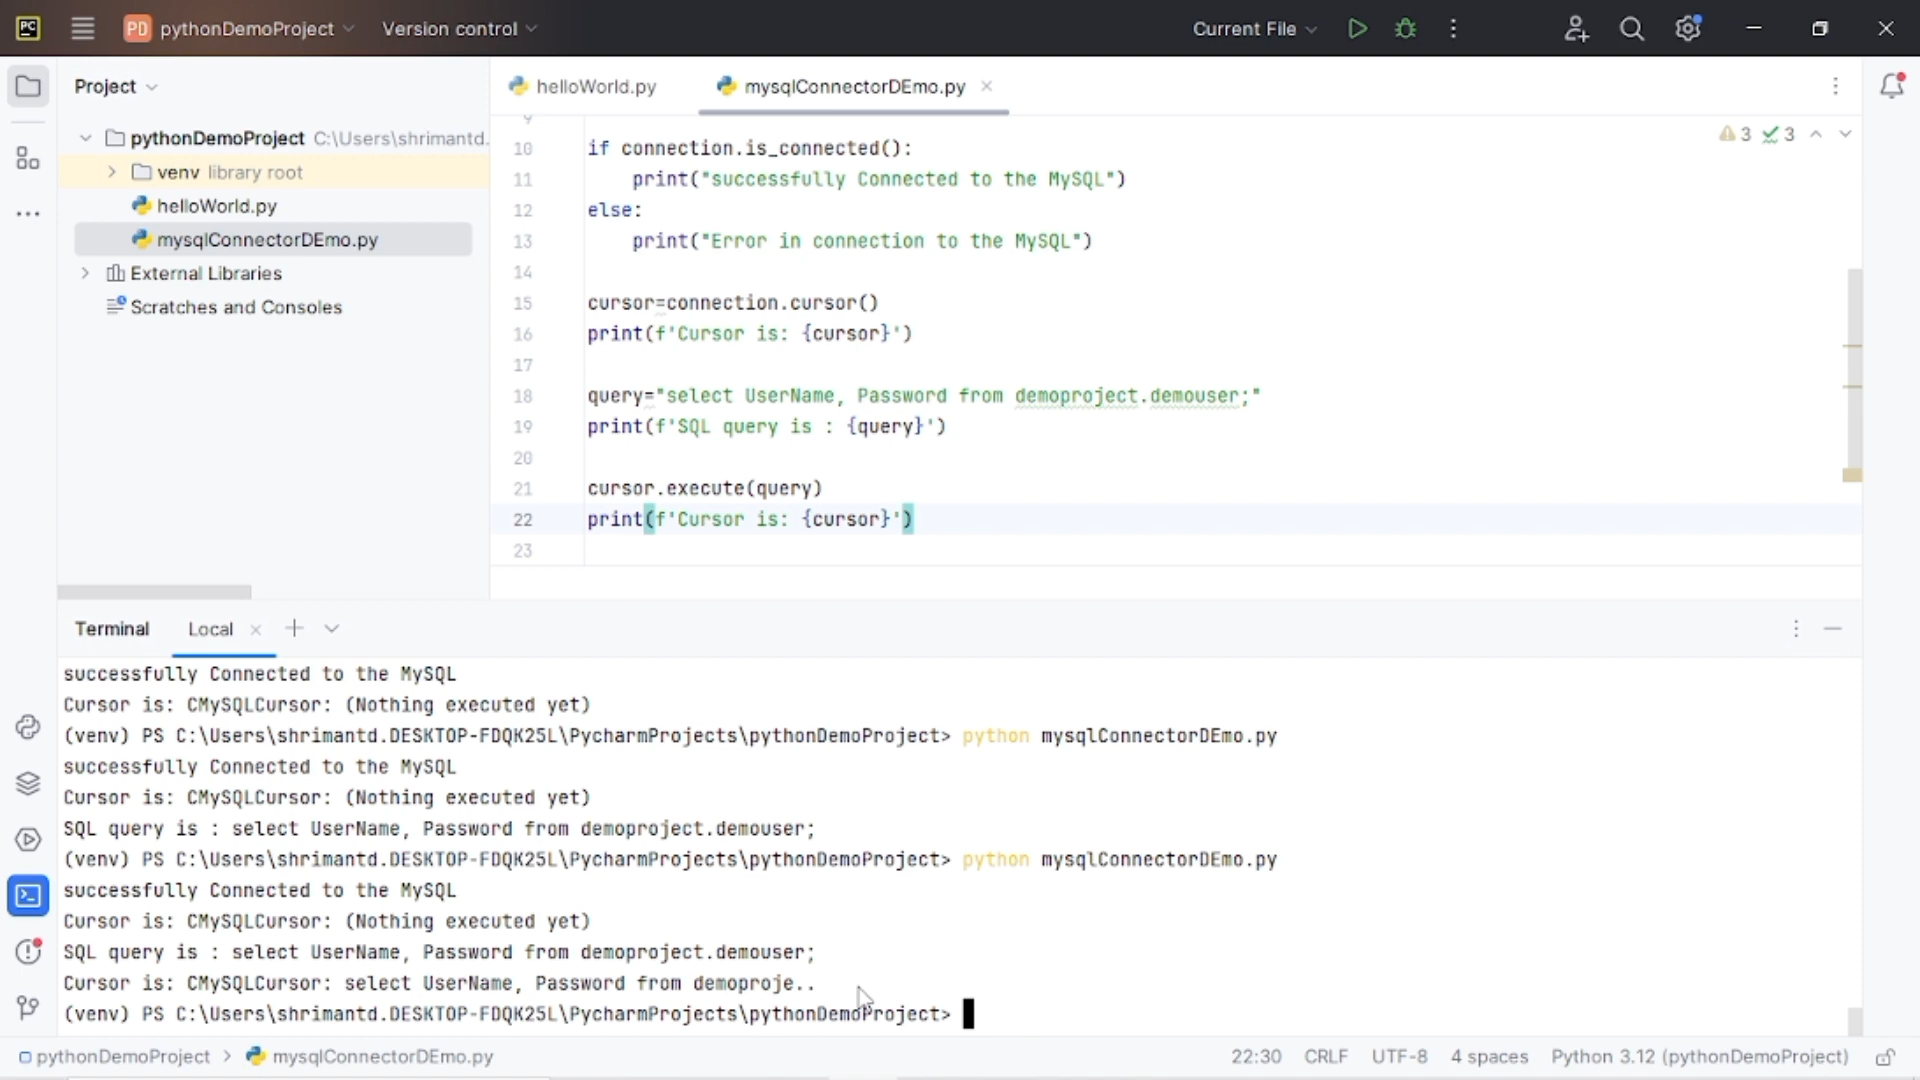 PC PD pythonDemoProject Version control Current File
Project
pythonDemoProject C:\Users\shrimantd.
venv library root
helloWorld.py
mysqlConnectorDEmo.py
External Libraries
Scratches and Consoles
helloWorld.py mysqlConnectorDEmo.py
3 3
9
10 if connection.is_connected():
11 print("successfully Connected to the MySQL")
12 else:
13 print("Error in connection to the MySQL")
14
15 cursor=connection.cursor()
16 print(f'Cursor is: {cursor}')
17
18 query="select UserName, Password from demoproject.demouser;"
19 print(f'SQL query is : {query}')
20
21 cursor.execute(query)
22 print(f'Cursor is: {cursor}')
23
Terminal Local
successfully Connected to the MySQL
Cursor is: CMySQLCursor: (Nothing executed yet)
(venv) PS C:\Users\shrimantd.DESKTOP-FDQK25L\PycharmProjects\pythonDemoProject> python mysqlConnectorDEmo.py
successfully Connected to the MySQL
Cursor is: CMySQLCursor: (Nothing executed yet)
SQL query is : select UserName, Password from demoproject.demouser;
(venv) PS C:\Users\shrimantd.DESKTOP-FDQK25L\PycharmProjects\pythonDemoProject> python mysqlConnectorDEmo.py
successfully Connected to the MySQL
Cursor is: CMySQLCursor: (Nothing executed yet)
SQL query is : select UserName, Password from demoproject.demouser;
Cursor is: CMySQLCursor: select UserName, Password from demoproje..
(venv) PS C:\Users\shrimantd.DESKTOP-FDQK25L\PycharmProjects\pythonDemoProject>
pythonDemoProject > mysqlConnectorDEmo.py 22:30 CRLF UTF-8 4 spaces Python 3.12 (pythonDemoProject)